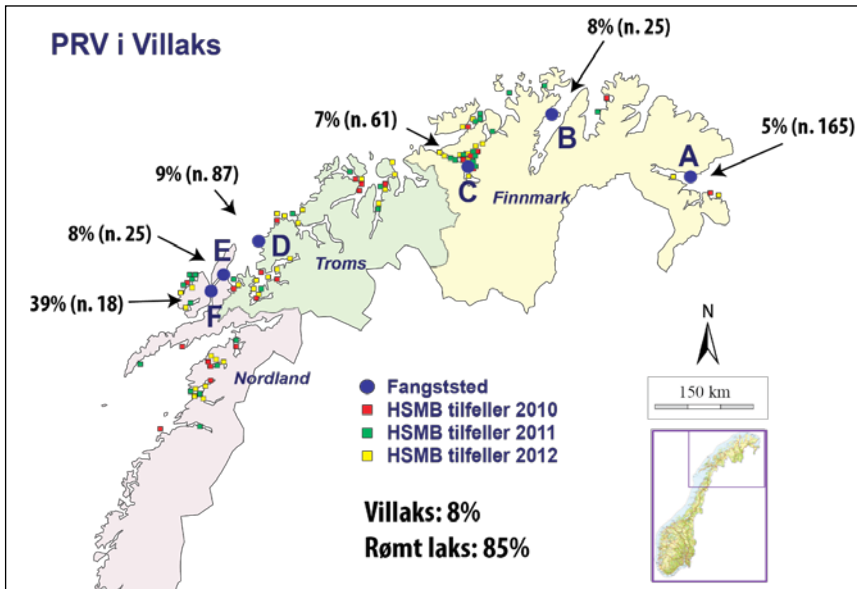 PRV i Villaks
8% (n. 25)
7% (n. 61)
5% (n. 165)
9% (n. 87)
8% (n. 25)
39% (n. 18)
A
B
C
D
E
F
Finnmark
Troms
Nordland
N
150 km
Fangststed
HSMB tilfeller 2010
HSMB tilfeller 2011
HSMB tilfeller 2012
Villaks: 8%
Rømt laks: 85%